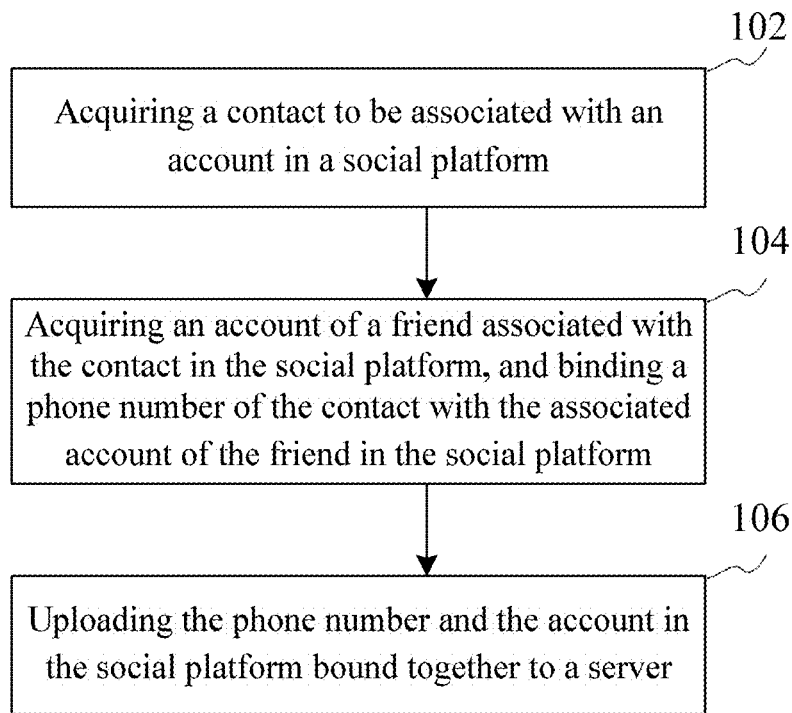 102
Acquiring a contact to be associated with an
account in a social platform
104
Acquiring an account of a friend associated with
the contact in the social platform, and binding a
phone number of the contact with the associated
account of the friend in the social platform
106
Uploading the phone number and the account in
the social platform bound together to a server